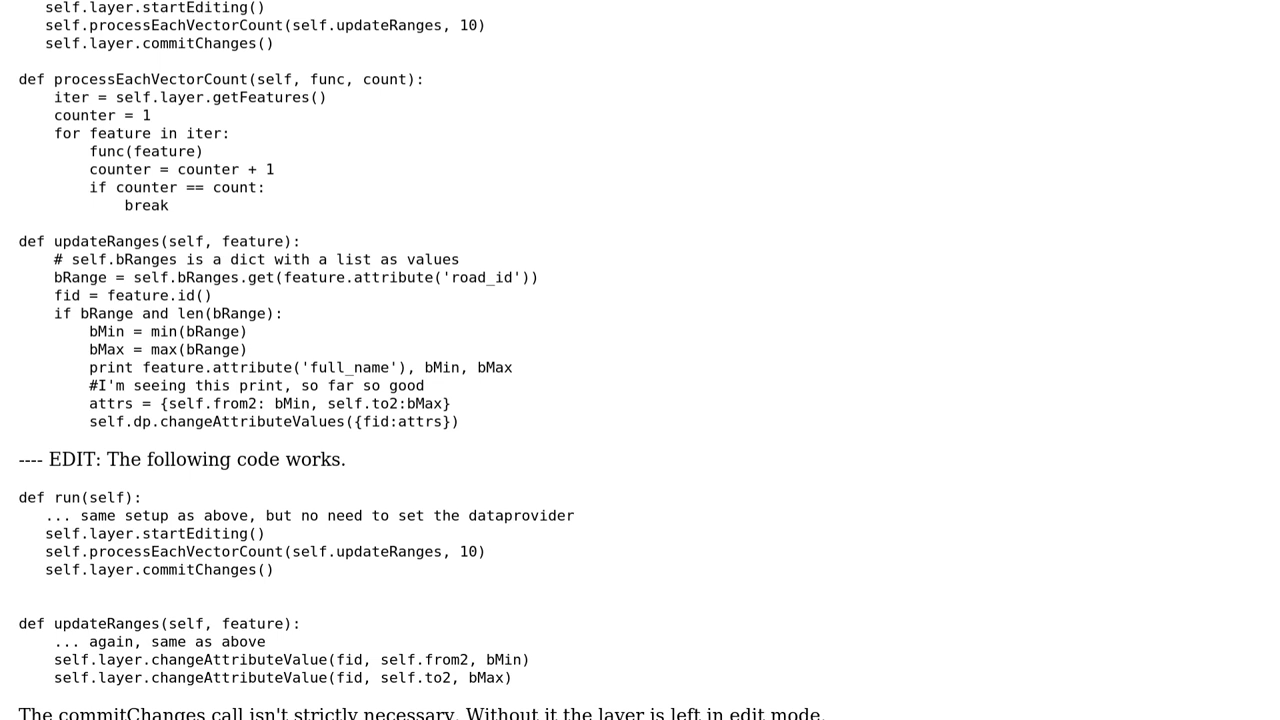 self.layer.startEditing()
self.processEachVectorCount(self.updateRanges, 10)
self.layer.commitChanges()
def processEachVectorCount(self, func, count):
iter = self.layer.getFeatures()
counter = 1
for feature in iter:
func(feature)
counter = counter + 1
if counter == count:
break
def updateRanges(self, feature):
# self.bRanges is a dict with a list as values
bRange = self.bRanges.get(feature.attribute('road_id'))
fid = feature.id()
if bRange and len(bRange):
bMin = min(bRange)
bMax = max(bRange)
print feature.attribute('full_name'), bMin, bMax
#I'm seeing this print, so far so good
attrs = {self.from2: bMin, self.to2:bMax}
self.dp.changeAttributeValues({fid:attrs})
---- EDIT: The following code works.
def run(self):
... same setup as above, but no need to set the dataprovider
self.layer.startEditing()
self.processEachVectorCount(self.updateRanges, 10)
self.layer.commitChanges()
def updateRanges(self, feature):
... again, same as above
self.layer.changeAttributeValue(fid, self.from2, bMin)
self.layer.changeAttributeValue(fid, self.to2, bMax)
The commitChanges call isn't strictly necessary. Without it the layer is left in edit mode.